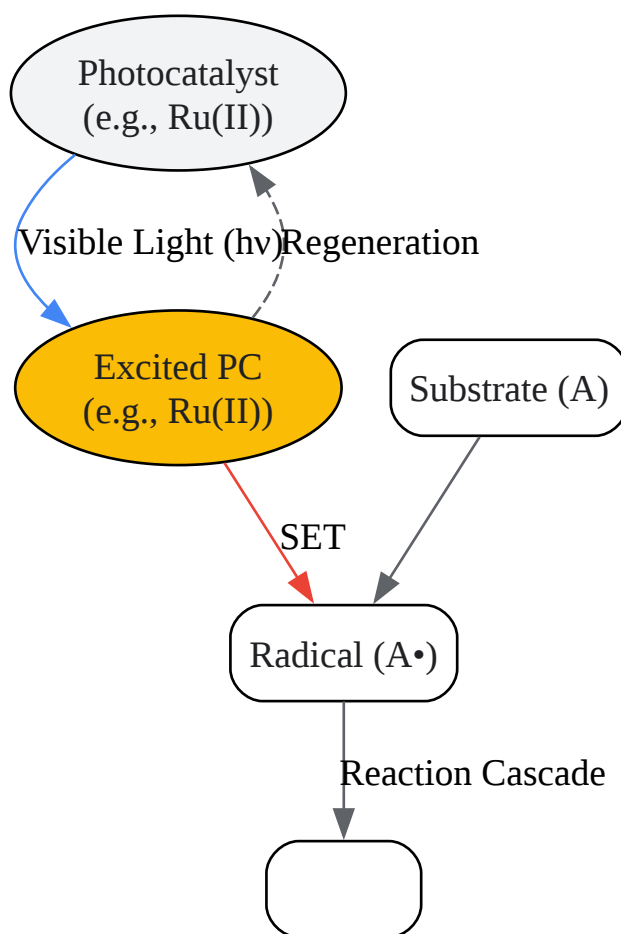 Photocatalyst
(e.g., Ru(II))
Visible Light (hν)
Regeneration
Excited PC
(e.g., Ru(II))
Substrate (A)
SET
Radical (A•)
Reaction Cascade